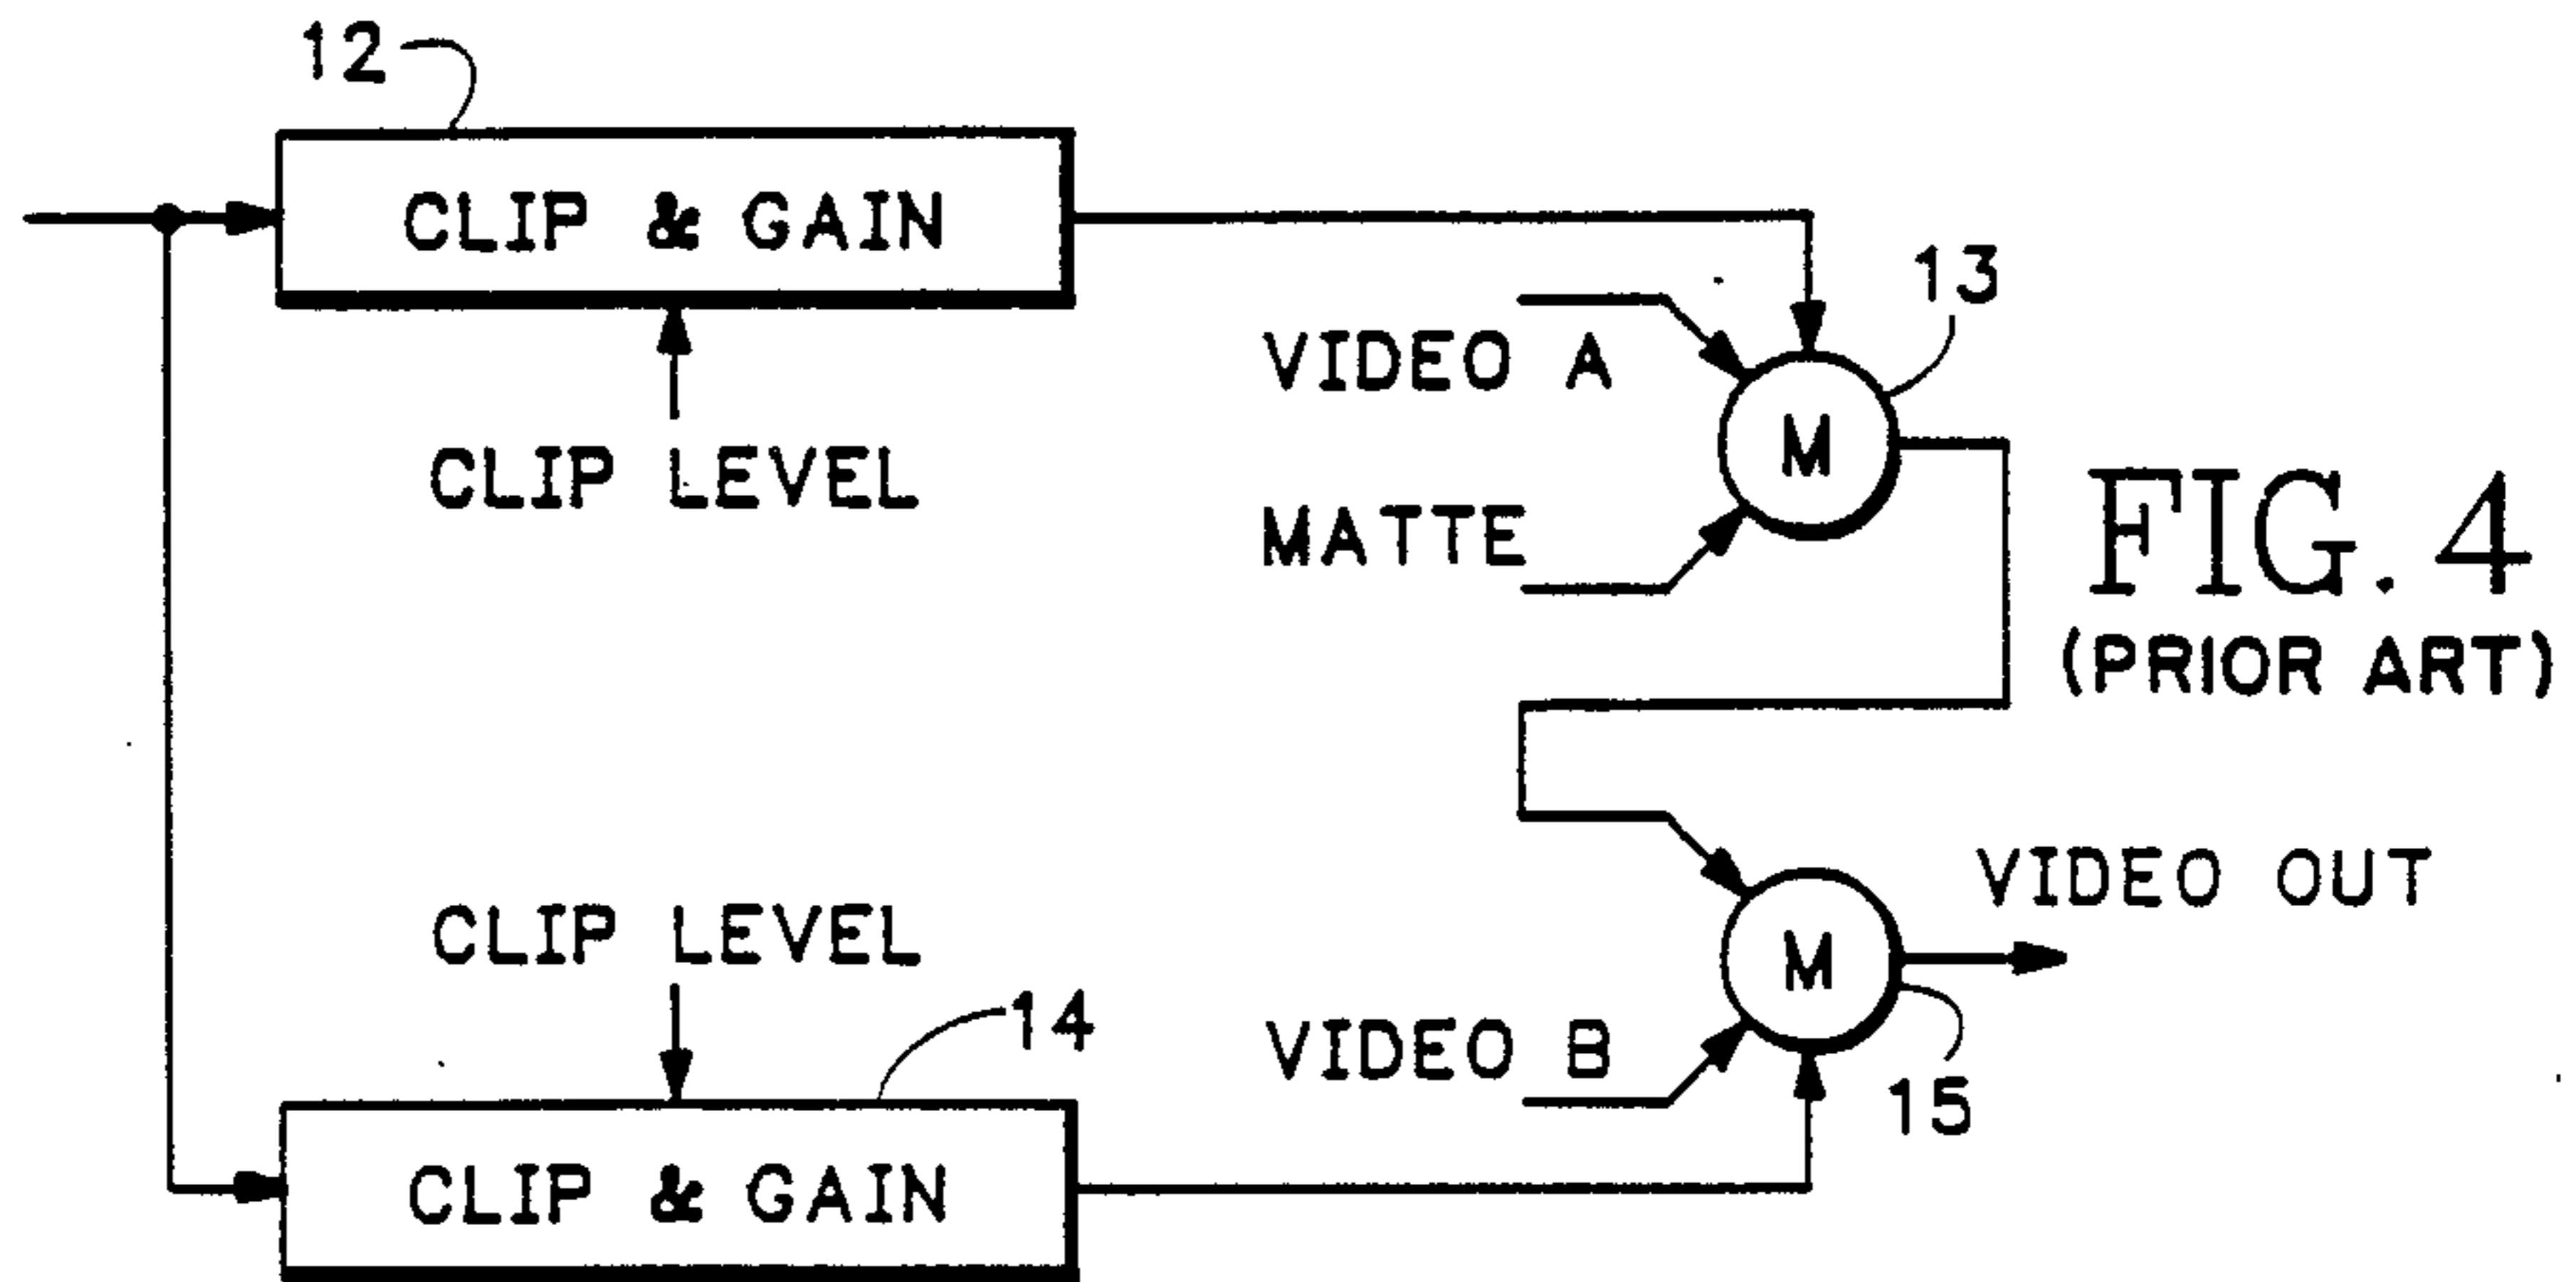 12
CLIP & GAIN
CLIP LEVEL
VIDEO A
MATTE
M
13
FIG. 4
(PRIOR ART)
CLIP LEVEL
14
CLIP & GAIN
VIDEO B
M
VIDEO OUT
15